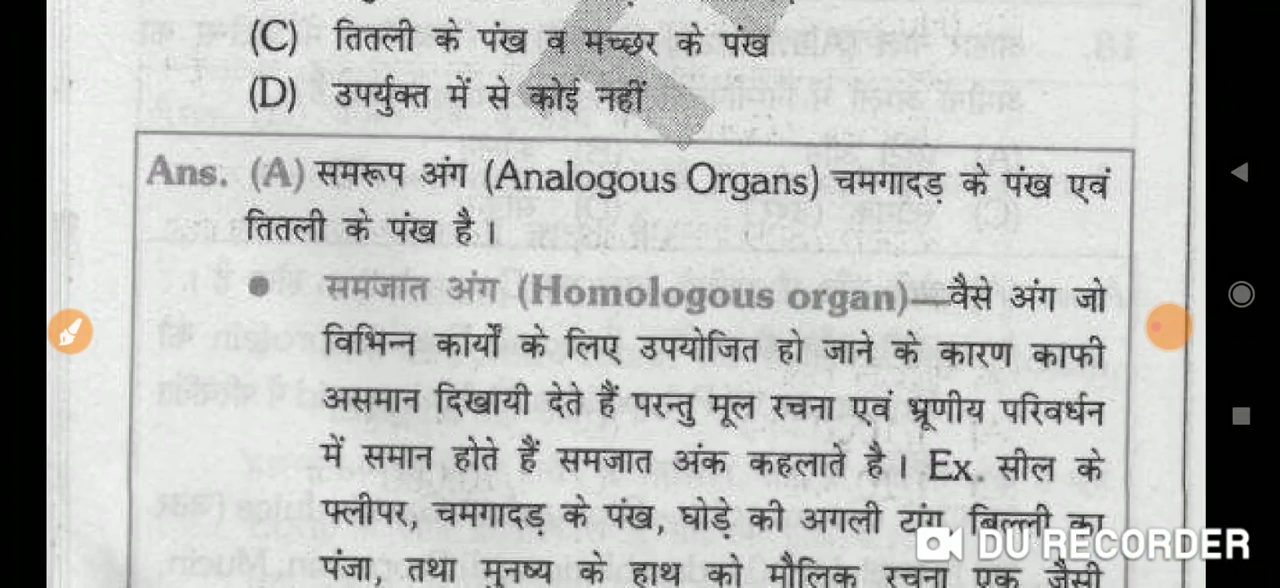 (C) तितली के पंख व मच्छर के पंख
(D) उपर्युक्त में से कोई नहीं
Ans. (A) समरूप अंग (Analogous Organs) चमगादड़ के पंख एवं
तितली के पंख है।
● समजात अंग (Homologous organ)—वैसे अंग जो
विभिन्न कार्यों के लिए उपयोजित हो जाने के कारण काफी
असमान दिखायी देते हैं परन्तु मूल रचना एवं भ्रूणीय परिवर्धन
में समान होते हैं समजात अंक कहलाते है। Ex. सील के
फ्लीपर, चमगादड़ के पंख, घोड़े की अगली टांग, बिल्ली का
पंजा, तथा मुनष्य के हाथ को मौलिक रचना एक जैसी
DU RECORDER